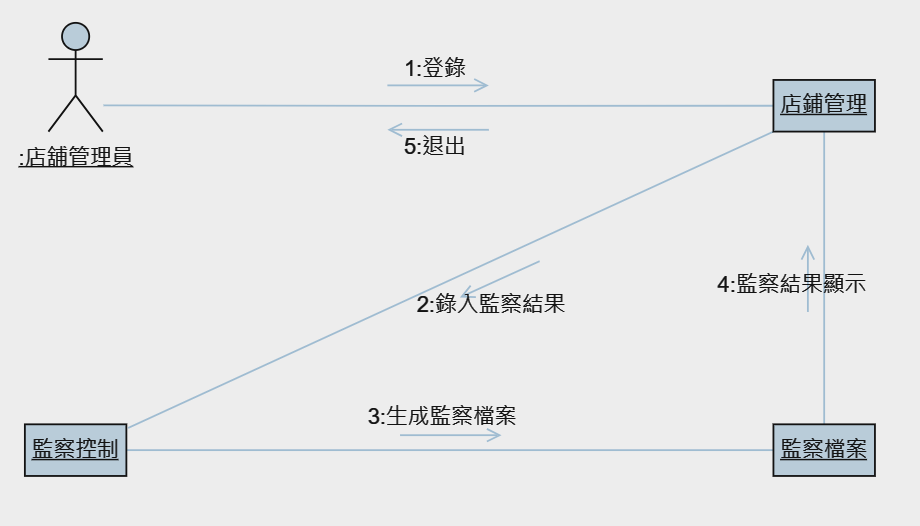 1:登錄
店鋪管理
5:退出
:店舖管理員
4:監察結果顯示
2:錄入監察結果
3:生成監察檔案
監察控制
監察檔案